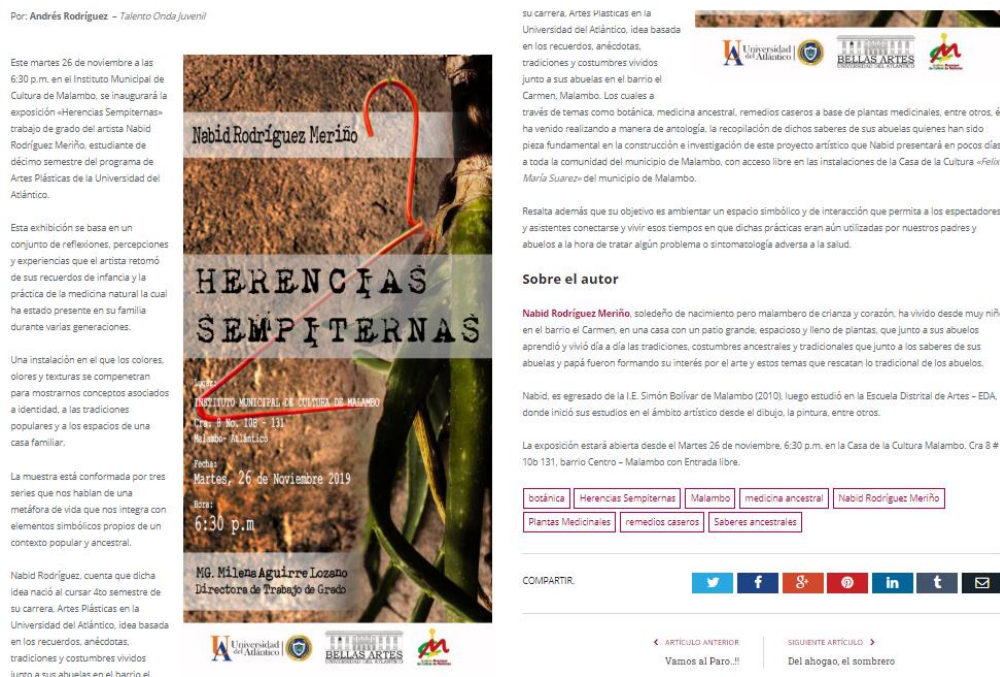 Por: Andrés Rodríguez – Talento Onda Juvenil
Este martes 26 de noviembre a las
6:30 p.m. en el Instituto Municipal de
Cultura de Malambo, se inaugurará la
exposición «Herencias Sempiternas»
trabajo de grado del artista Nabid
Rodríguez Meriño, estudiante de
décimo semestre del programa de
Artes Plásticas de la Universidad del
Atlántico.
Esta exhibición se basa en un
conjunto de reflexiones, percepciones
y experiencias que el artista retomó
de sus recuerdos de infancia y la
práctica de la medicina natural la cual
ha estado presente en su familia
durante varias generaciones.
Una instalación en el que los colores,
olores y texturas se compenetran
para mostrarnos conceptos asociados
a identidad, a las tradiciones
populares y a los espacios de una
casa familiar.
La muestra está conformada por tres
series que nos hablan de una
metáfora de vida que nos integra con
elementos simbólicos propios de un
contexto popular y ancestral.
Nabid Rodríguez, cuenta que dicha
idea nació al cursar 4to semestre de
su carrera, Artes Plásticas en la
Universidad del Atlántico, idea basada
en los recuerdos, anécdotas,
tradiciones y costumbres vividos
junto a sus abuelas en el barrio el
Nabid Rodríguez Meriño
HERENCIAS
SEMPITERNAS
Lugar:
INSTITUTO MUNICIPAL DE CULTURA DE MALAMBO
Cra. 8 No. 10B - 131
Malambo- Atlántico
Fecha:
Martes, 26 de Noviembre 2019
Hora:
6:30 p.m
MG. Milena Aguirre Lozano
Directora de Trabajo de Grado
Universidad
del Atlántico
BELLAS ARTES
UNIVERSIDAD DEL ATLÁNTICO
su carrera, Artes Plásticas en la
Universidad del Atlántico, idea basada
en los recuerdos, anécdotas,
tradiciones y costumbres vividos
junto a sus abuelas en el barrio el
Carmen, Malambo. Los cuales a
través de temas como botánica, medicina ancestral, remedios caseros a base de plantas medicinales, entre otros, é
ha venido realizando a manera de antología, la recopilación de dichos saberes de sus abuelas quienes han sido
pieza fundamental en la construcción e investigación de este proyecto artístico que Nabid presentará en pocos días
a toda la comunidad del municipio de Malambo, con acceso libre en las instalaciones de la Casa de la Cultura «Felix
María Suarez» del municipio de Malambo.
Universidad
del Atlántico
BELLAS ARTES
UNIVERSIDAD DEL ATLÁNTICO
Resalta además que su objetivo es ambientar un espacio simbólico y de interacción que permita a los espectadores
y asistentes conectarse y vivir esos tiempos en que dichas prácticas eran aún utilizadas por nuestros padres y
abuelos a la hora de tratar algún problema o sintomatología adversa a la salud.
Sobre el autor
Nabid Rodríguez Meriño, soledeño de nacimiento pero malambero de crianza y corazón, ha vivido desde muy niño
en el barrio el Carmen, en una casa con un patio grande, espacioso y lleno de plantas, que junto a sus abuelos
aprendió y vivió día a día las tradiciones, costumbres ancestrales y tradicionales que junto a los saberes de sus
abuelas y papá fueron formando su interés por el arte y estos temas que rescatan lo tradicional de los abuelos.
Nabid, es egresado de la I.E. Simón Bolívar de Malambo (2010), luego estudió en la Escuela Distrital de Artes – EDA,
donde inició sus estudios en el ámbito artístico desde el dibujo, la pintura, entre otros.
La exposición estará abierta desde el Martes 26 de noviembre, 6:30 p.m. en la Casa de la Cultura Malambo, Cra 8 #
10b 131, barrio Centro – Malambo con Entrada libre.
botánica Herencias Sempiternas Malambo medicina ancestral Nabid Rodríguez Meriño
Plantas Medicinales remedios caseros Saberes ancestrales
COMPARTIR.
ARTÍCULO ANTERIOR
Vamos al Paro..!!
SIGUIENTE ARTÍCULO
Del ahogao, el sombrero